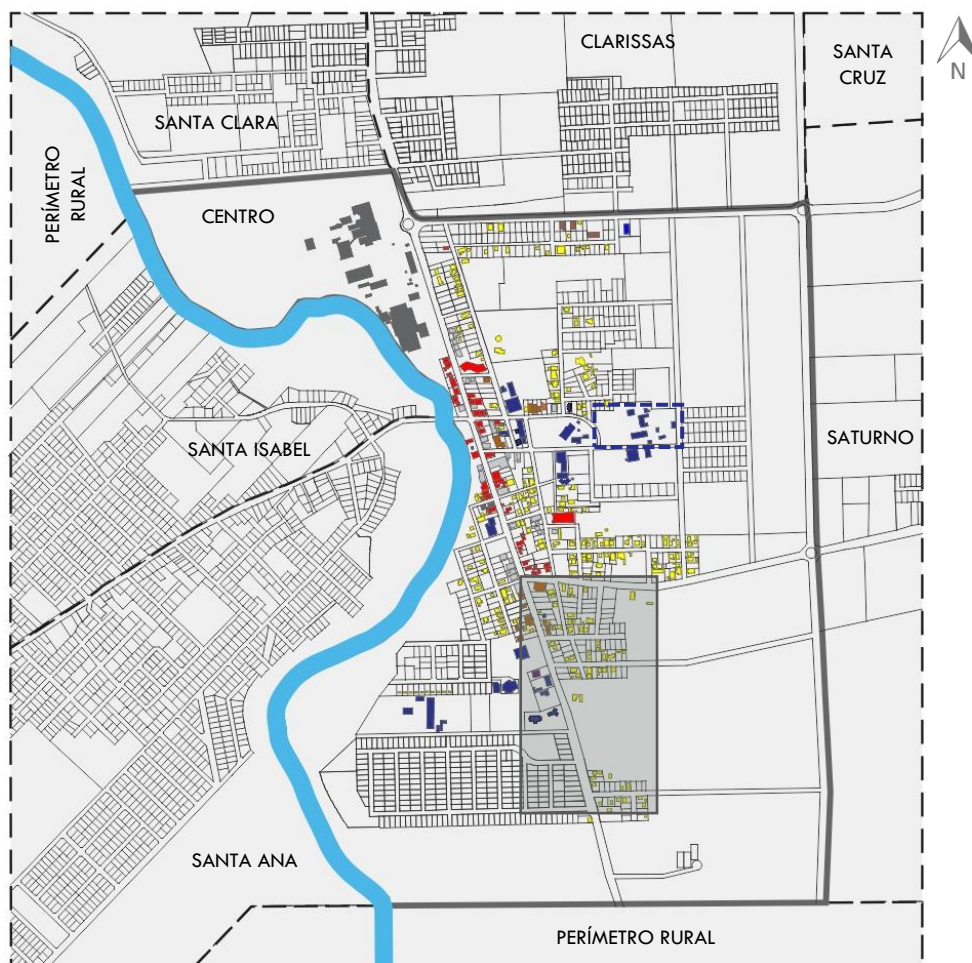 CLARISSAS
SANTA
CRUZ
N
SANTA CLARA
PERÍMETRO
RURAL
CENTRO
SANTA ISABEL
SATURNO
SANTA ANA
PERÍMETRO RURAL